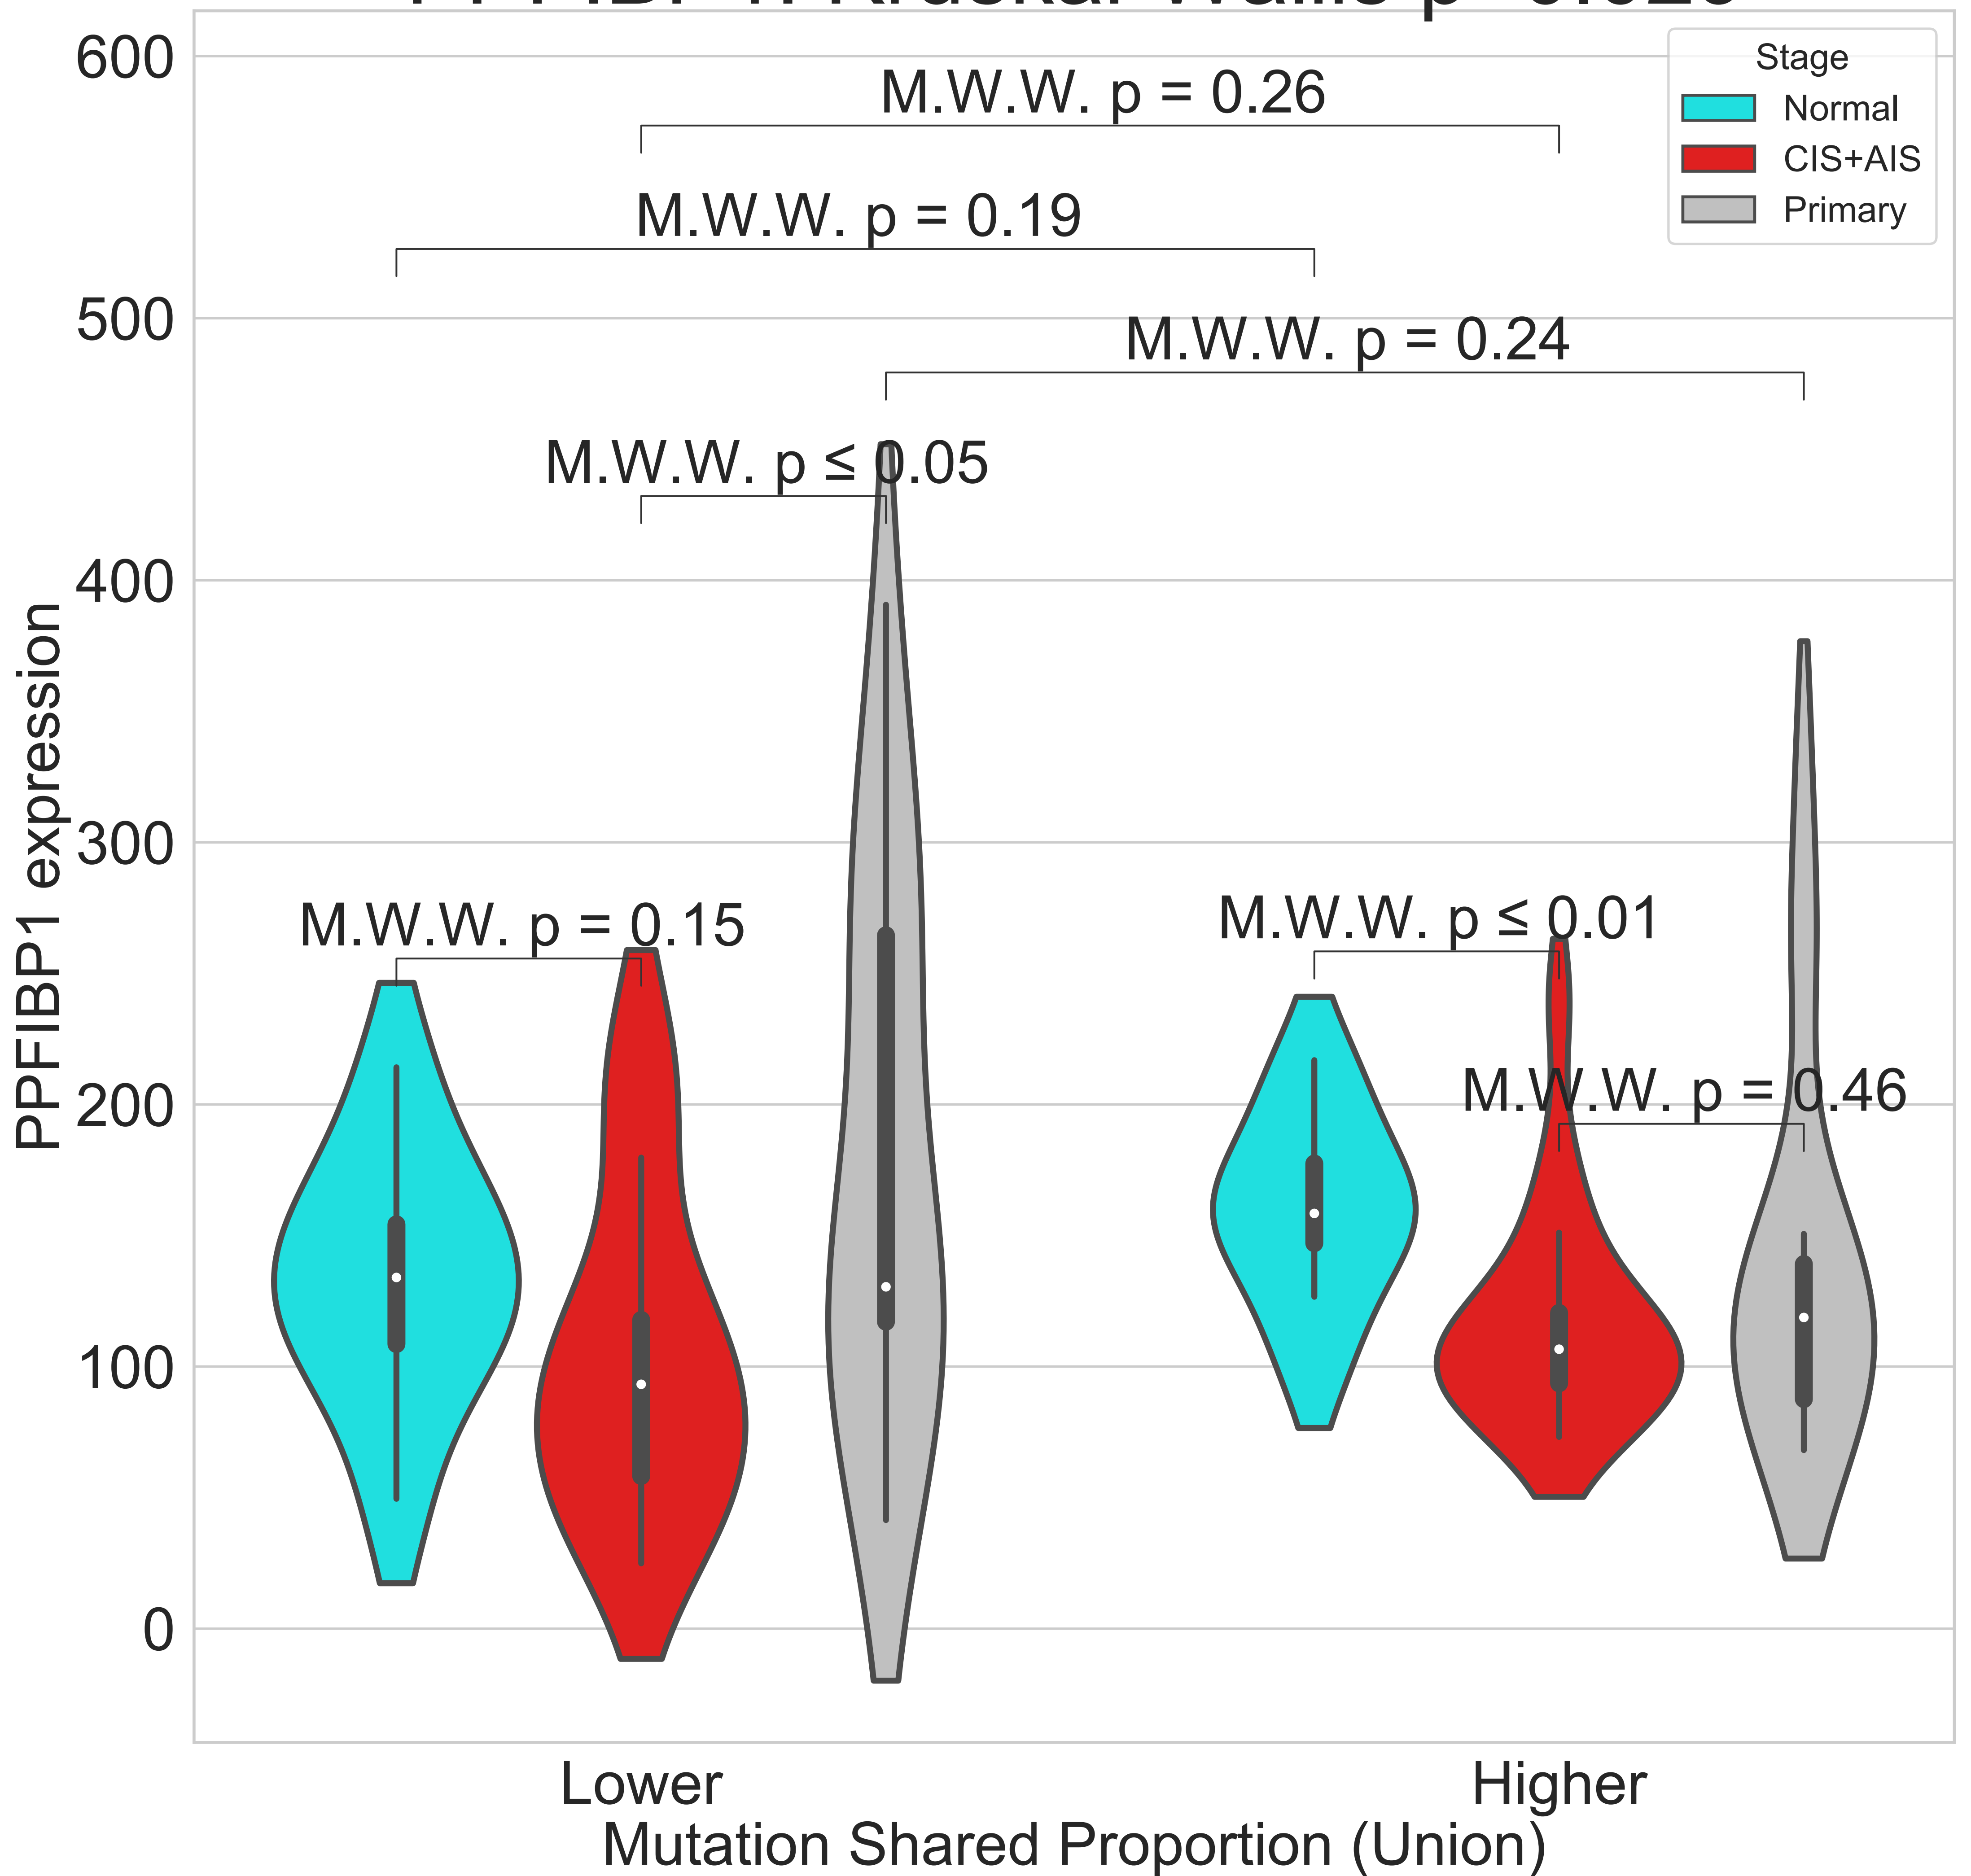 600
Stage
Normal
CIS+AIS
Primary
M.W.W. p = 0.26
M.W.W. p = 0.19
500
M.W.W. p = 0.24
M.W.W. p ≤ 0.05
400
PPFIBP1 expression
300
M.W.W. p = 0.15
M.W.W. p ≤ 0.01
200
M.W.W. p = 0.46
100
0
Lower
Higher
Mutation Shared Proportion (Union)